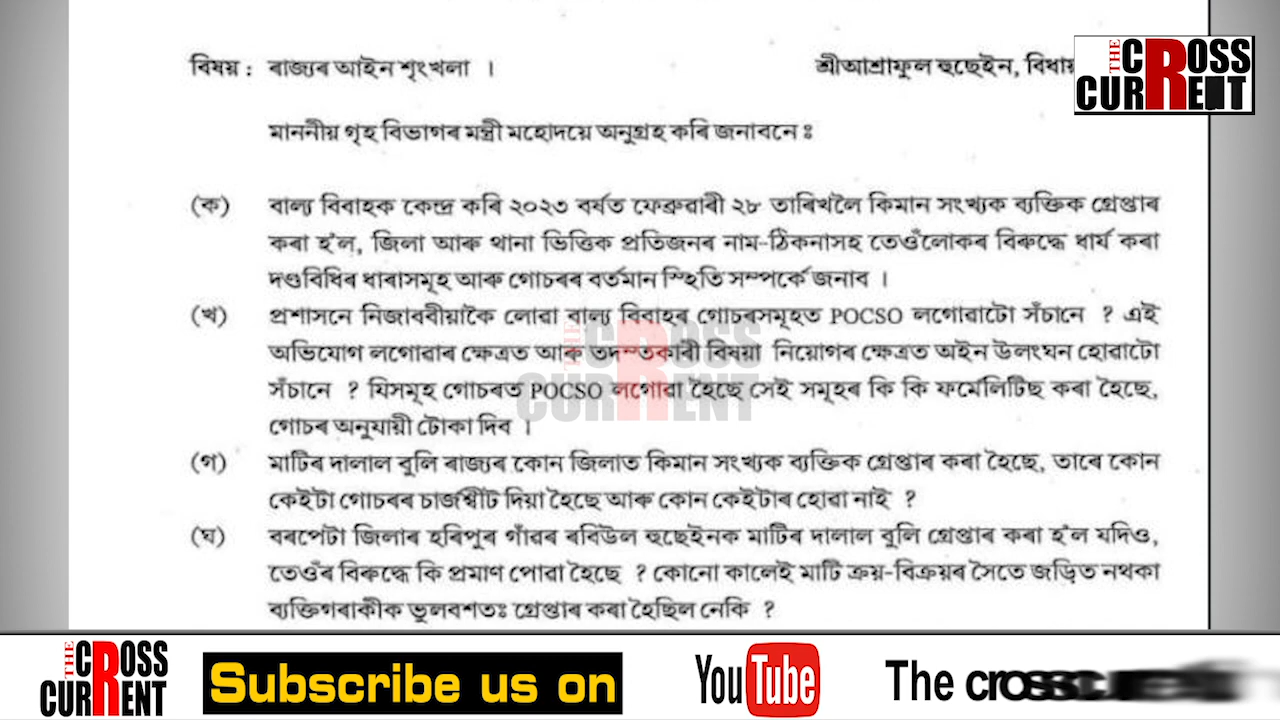 বিষয় : ৰাজ্যৰ আইন শৃংখলা । শ্ৰীআশ্ৰাফুল হুছেইন,
THE CROSS CURRENT
মাননীয় গৃহ বিভাগৰ মন্ত্ৰী মহোদয়ে অনুগ্ৰহ কৰি জনাবনে ঃ
(ক) বাল্য বিবাহক কেন্দ্ৰ কৰি ২০২৩ বৰ্ষত ফেব্ৰুৱাৰী ২৮ তাৰিখলৈ কিমান সংখ্যক ব্যক্তিক গ্ৰেপ্তাৰ
কৰা হ'ল, জিলা আৰু থানা ভিত্তিক প্ৰতিজনৰ নাম-ঠিকনাসহ তেওঁলোকৰ বিৰুদ্ধে ধাৰ্য কৰা
দণ্ডবিধিৰ ধাৰাসমূহ আৰু গোচৰৰ বৰ্তমান স্থিতি সম্পৰ্কে জনাব ।
(খ) প্ৰশাসনে নিজাববীয়াকৈ লোৱা বাল্য বিবাহৰ গোচৰসমূহত POCSO লগোৱাটো সঁচানে ? এই
অভিযোগ লগোৱাৰ ক্ষেত্ৰত আৰু তদন্তকাৰী বিষয়া নিয়োগৰ ক্ষেত্ৰত অইন উলংঘন হোৱাটো
সঁচানে ? যিসমূহ গোচৰত POCSO লগোৱা হৈছে সেই সমূহৰ কি কি ফৰ্মেলিটিছ কৰা হৈছে,
গোচৰ অনুযায়ী টোকা দিব ।
THE CROSS CURRENT
(গ) মাটিৰ দালাল বুলি ৰাজ্যৰ কোন জিলাত কিমান সংখ্যক ব্যক্তিক গ্ৰেপ্তাৰ কৰা হৈছে, তাৰে কোন
কেইটা গোচৰৰ চাৰ্জশ্বীট দিয়া হৈছে আৰু কোন কেইটাৰ হোৱা নাই ?
(ঘ) বৰপেটা জিলাৰ হৰিপুৰ গাঁৱৰ ৰবিউল হুছেইনক মাটিৰ দালাল বুলি গ্ৰেপ্তাৰ কৰা হ'ল যদিও,
তেওঁৰ বিৰুদ্ধে কি প্ৰমাণ পোৱা হৈছে ? কোনো কালেই মাটি ক্ৰয়-বিক্ৰয়ৰ সৈতে জড়িত নথকা
ব্যক্তিগৰাকীক ভুলবশতঃ গ্ৰেপ্তাৰ কৰা হৈছিল নেকি ?
THE CROSS CURRENT Subscribe us on YouTube The